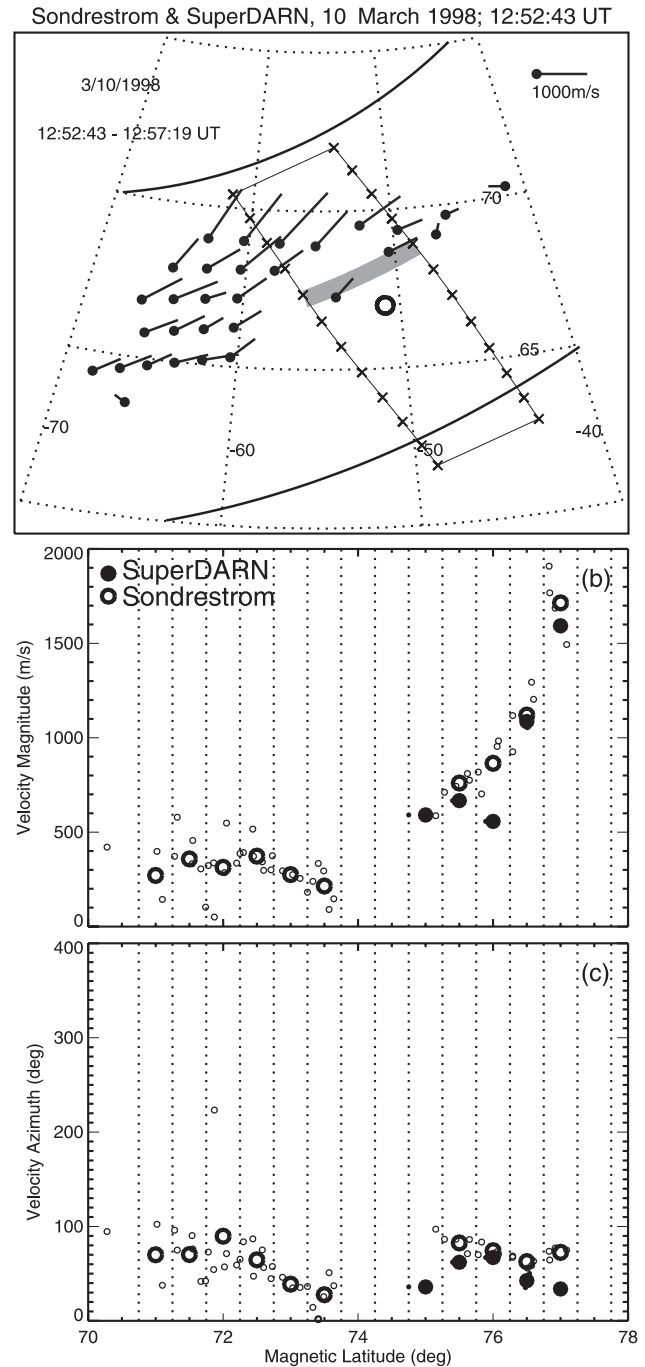 Sondrestrom & SuperDARN, 10 March 1998; 12:52:43 UT
3/10/1998
1000m/s
12:52:43 - 12:57:19 UT
70
65
-70
-60
-50
-40
2000
SuperDARN
(b)
Sondrestrom
1500
Velocity Magnitude (m/s)
1000
500
0
400
(c)
300
Velocity Azimuth (deg)
200
100
0
70 72 74 76 78
Magnetic Latitude (deg)